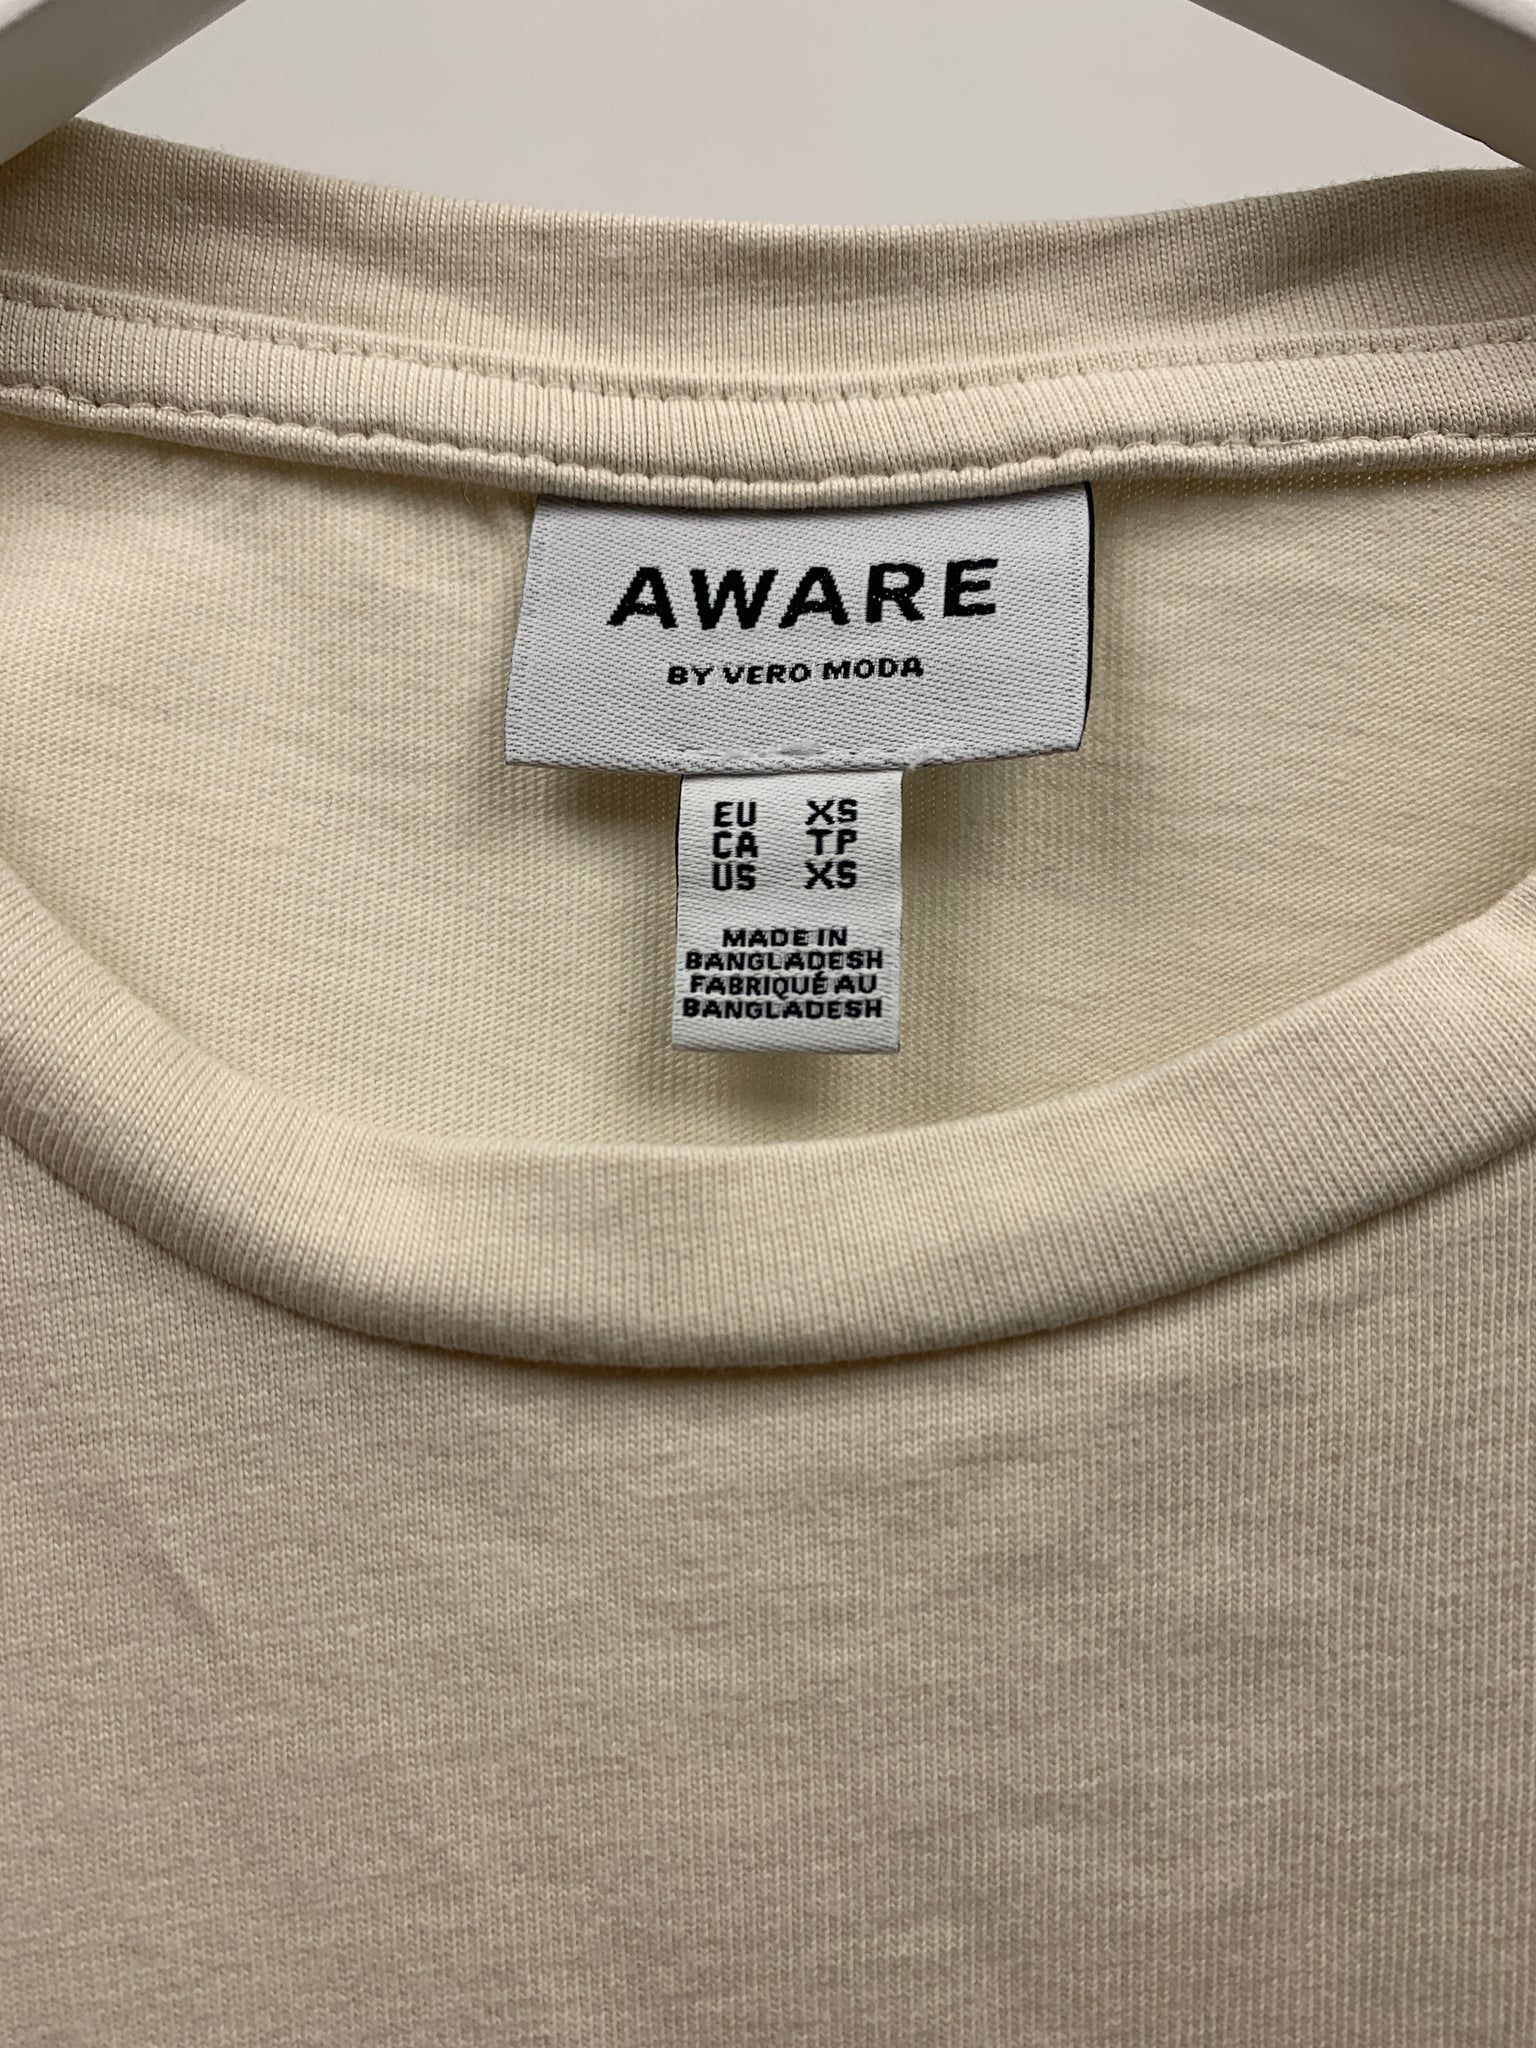 AWARE
BY VERO MODA
EU XS
CA TP
US XS
MADE IN
BANGLADESH
FABRIQUÉ AU
BANGLADESH